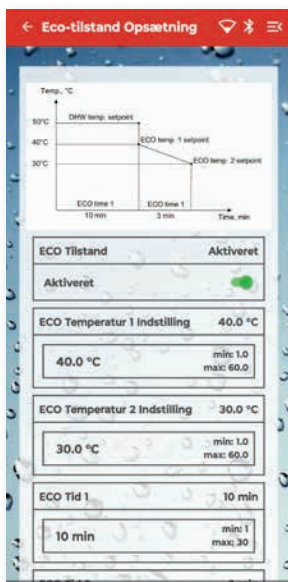 Eco-tilstand Opsætning
Temp., °C
50°C
DHW temp. setpoint
40°C
ECO temp. 1 setpoint
30°C
ECO temp. 2 setpoint
ECO time 1
ECO time 1
10 min
3 min
Time, min
ECO Tilstand
Aktiveret
Aktiveret
ECO Temperatur 1 Indstilling
40.0 °C
40.0 °C
min: 1.0
max: 60.0
ECO Temperatur 2 Indstilling
30.0 °C
30.0 °C
min: 1.0
max: 60.0
ECO Tid 1
10 min
10 min
min: 1
max: 30